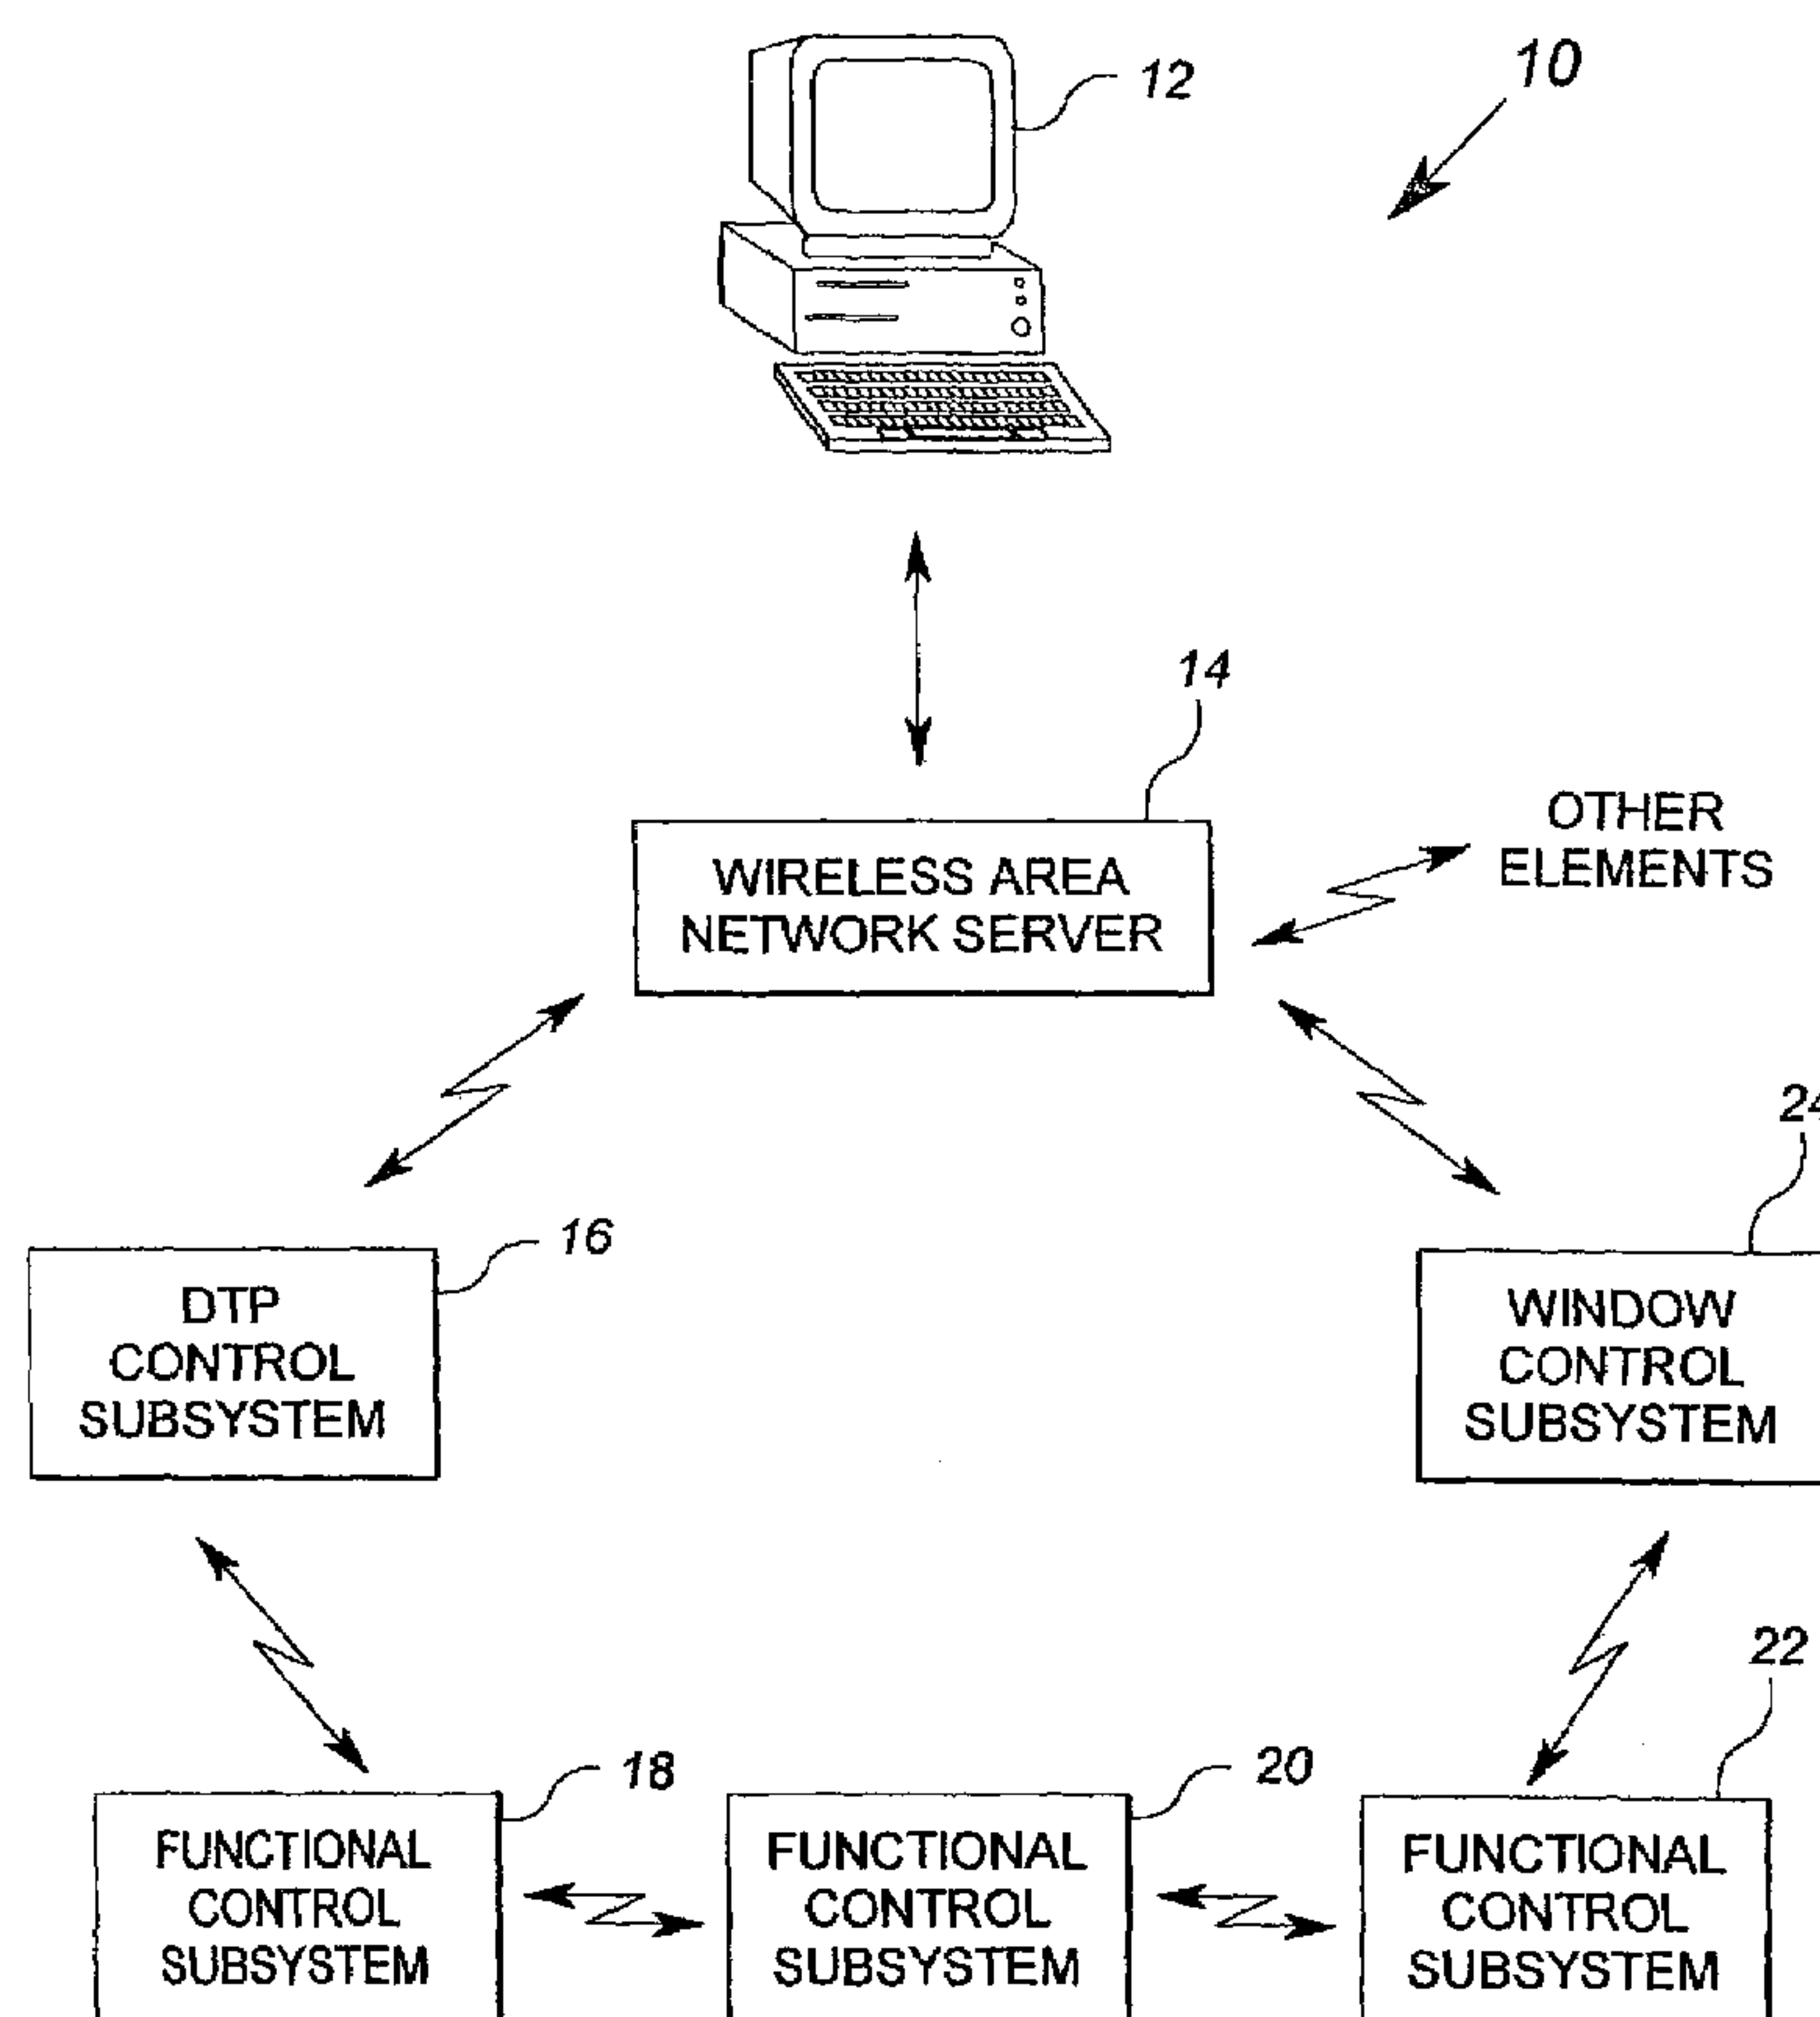 10
12
14
WIRELESS AREA
NETWORK SERVER
OTHER
ELEMENTS
16
DTP
CONTROL
SUBSYSTEM
24
WINDOW
CONTROL
SUBSYSTEM
18
FUNCTIONAL
CONTROL
SUBSYSTEM
20
FUNCTIONAL
CONTROL
SUBSYSTEM
22
FUNCTIONAL
CONTROL
SUBSYSTEM